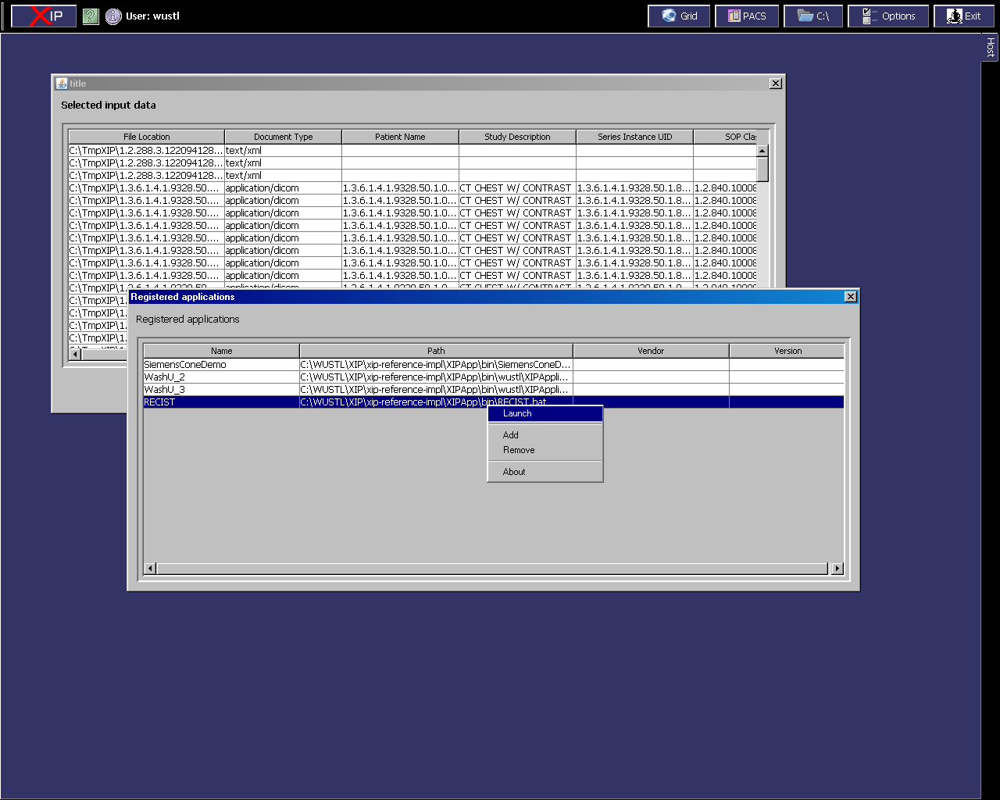 XIP User: wustl Grid PACS C:\ Options Exit
Host
title
Selected input data
File Location Document Type Patient Name Study Description Series Instance UID SOP Clas
C:\TmpXIP\1.2.288.3.122094128... text/xml
C:\TmpXIP\1.2.288.3.122094128... text/xml
C:\TmpXIP\1.2.288.3.122094128... text/xml
C:\TmpXIP\1.3.6.1.4.1.9328.50.... application/dicom 1.3.6.1.4.1.9328.50.1.0... CT CHEST W/ CONTRAST 1.3.6.1.4.1.9328.50.1.8... 1.2.840.10008
C:\TmpXIP\1.3.6.1.4.1.9328.50.... application/dicom 1.3.6.1.4.1.9328.50.1.0... CT CHEST W/ CONTRAST 1.3.6.1.4.1.9328.50.1.8... 1.2.840.10008
C:\TmpXIP\1.3.6.1.4.1.9328.50.... application/dicom 1.3.6.1.4.1.9328.50.1.0... CT CHEST W/ CONTRAST 1.3.6.1.4.1.9328.50.1.8... 1.2.840.10008
C:\TmpXIP\1.3.6.1.4.1.9328.50.... application/dicom 1.3.6.1.4.1.9328.50.1.0... CT CHEST W/ CONTRAST 1.3.6.1.4.1.9328.50.1.8... 1.2.840.10008
C:\TmpXIP\1.3.6.1.4.1.9328.50.... application/dicom 1.3.6.1.4.1.9328.50.1.0... CT CHEST W/ CONTRAST 1.3.6.1.4.1.9328.50.1.8... 1.2.840.10008
C:\TmpXIP\1.3.6.1.4.1.9328.50.... application/dicom 1.3.6.1.4.1.9328.50.1.0... CT CHEST W/ CONTRAST 1.3.6.1.4.1.9328.50.1.8... 1.2.840.10008
C:\TmpXIP\1.3.6.1.4.1.9328.50.... application/dicom 1.3.6.1.4.1.9328.50.1.0... CT CHEST W/ CONTRAST 1.3.6.1.4.1.9328.50.1.8... 1.2.840.10008
C:\TmpXIP\1.3.6.1.4.1.9328.50.... application/dicom 1.3.6.1.4.1.9328.50.1.0... CT CHEST W/ CONTRAST 1.3.6.1.4.1.9328.50.1.8... 1.2.840.10008
C:\TmpXIP\1.
C:\TmpXIP\1.
C:\TmpXIP\1.
C:\TmpXIP\1.
Registered applications
Registered applications
Name Path Vendor Version
SiemensConeDemo C:\WUSTL\XIP\xip-reference-impl\XIPApp\bin\SiemensConeD...
WashU_2 C:\WUSTL\XIP\xip-reference-impl\XIPApp\bin\wustl\XIPAppli...
WashU_3 C:\WUSTL\XIP\xip-reference-impl\XIPApp\bin\wustl\XIPAppli...
RECIST C:\WUSTL\XIP\xip-reference-impl\XIPApp\bin\RECIST.bat
Launch
Add
Remove
About